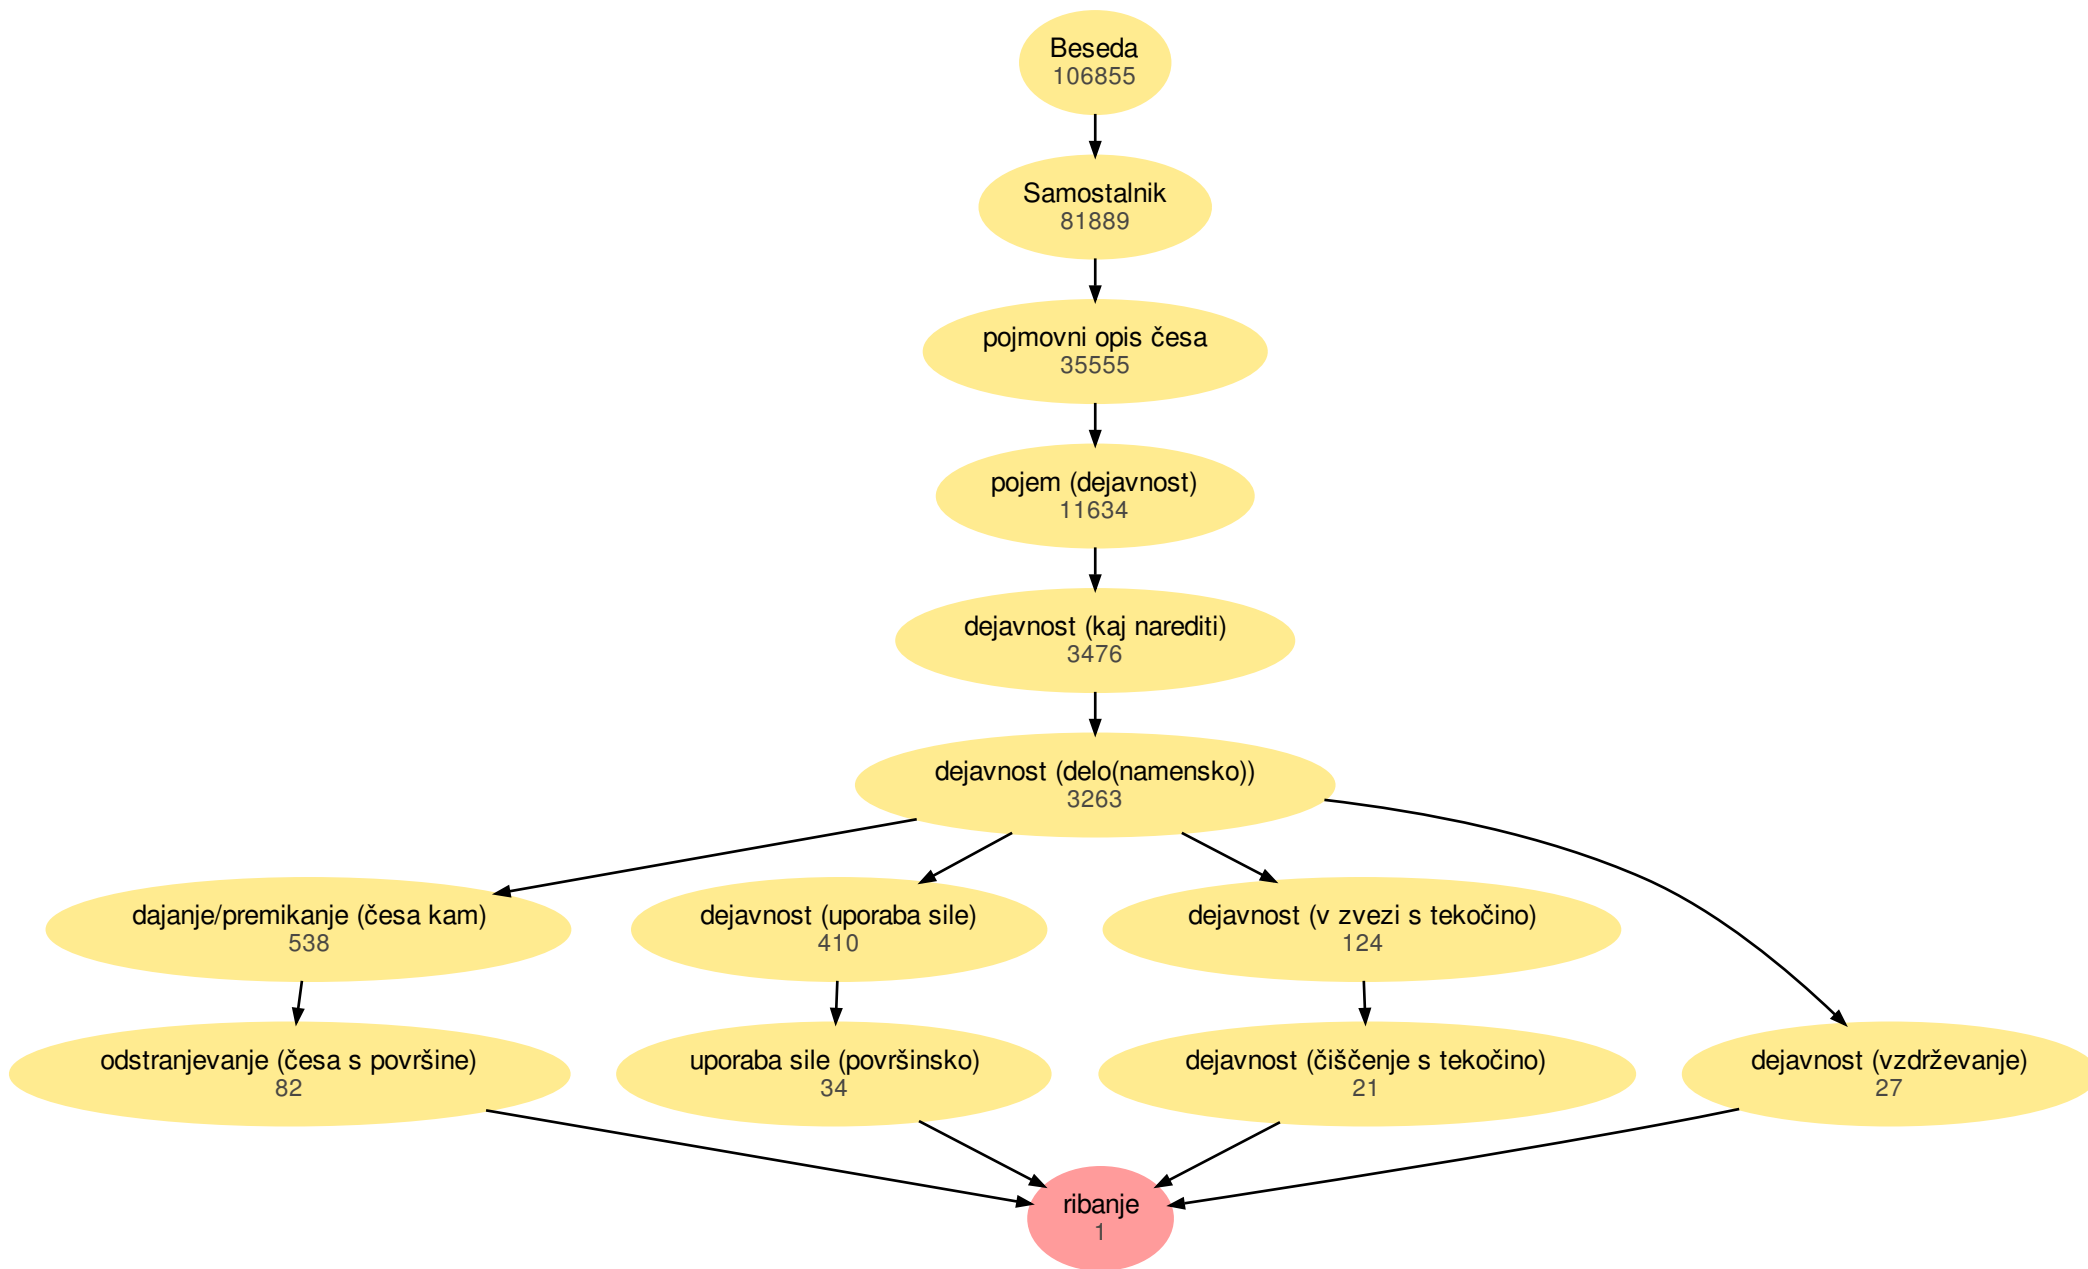 Beseda
106855
Samostalnik
81889
pojmovni opis česa
35555
pojem (dejavnost)
11634
dejavnost (kaj narediti)
3476
dejavnost (delo(namensko))
3263
dajanje/premikanje (česa kam)
538
dejavnost (uporaba sile)
410
dejavnost (v zvezi s tekočino)
124
odstranjevanje (česa s površine)
82
uporaba sile (površinsko)
34
dejavnost (čiščenje s tekočino)
21
dejavnost (vzdrževanje)
27
ribanje
1